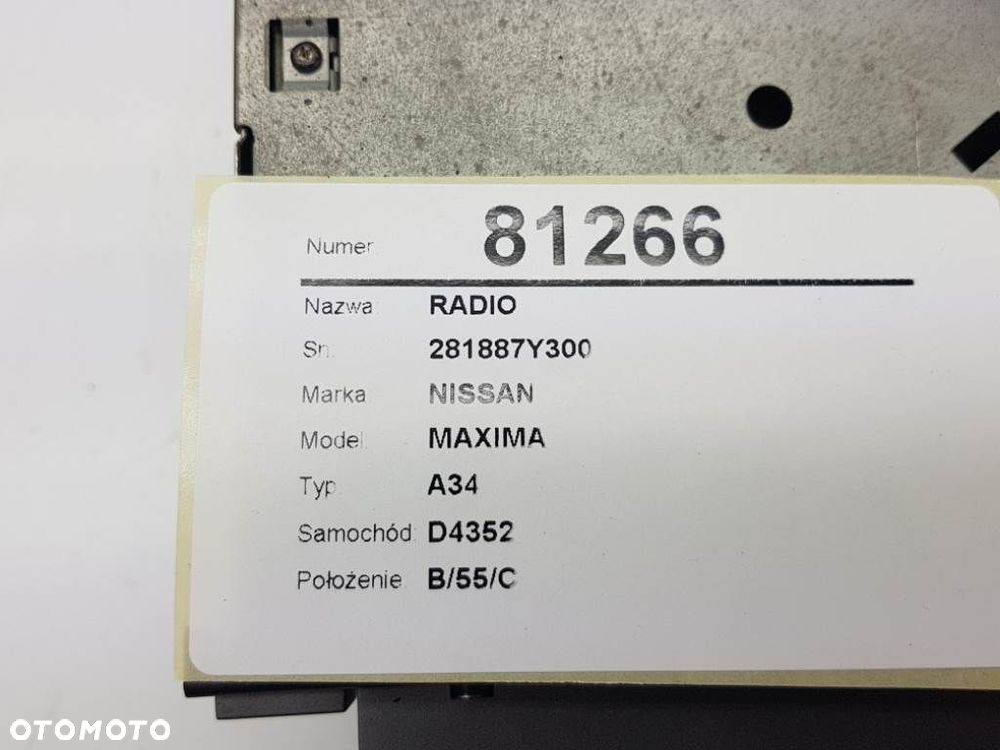 Numer 81266
Nazwa RADIO
Sn. 281887Y300
Marka NISSAN
Model MAXIMA
Typ A34
Samochód: D4352
Położenie B/55/C
OTOMOTO